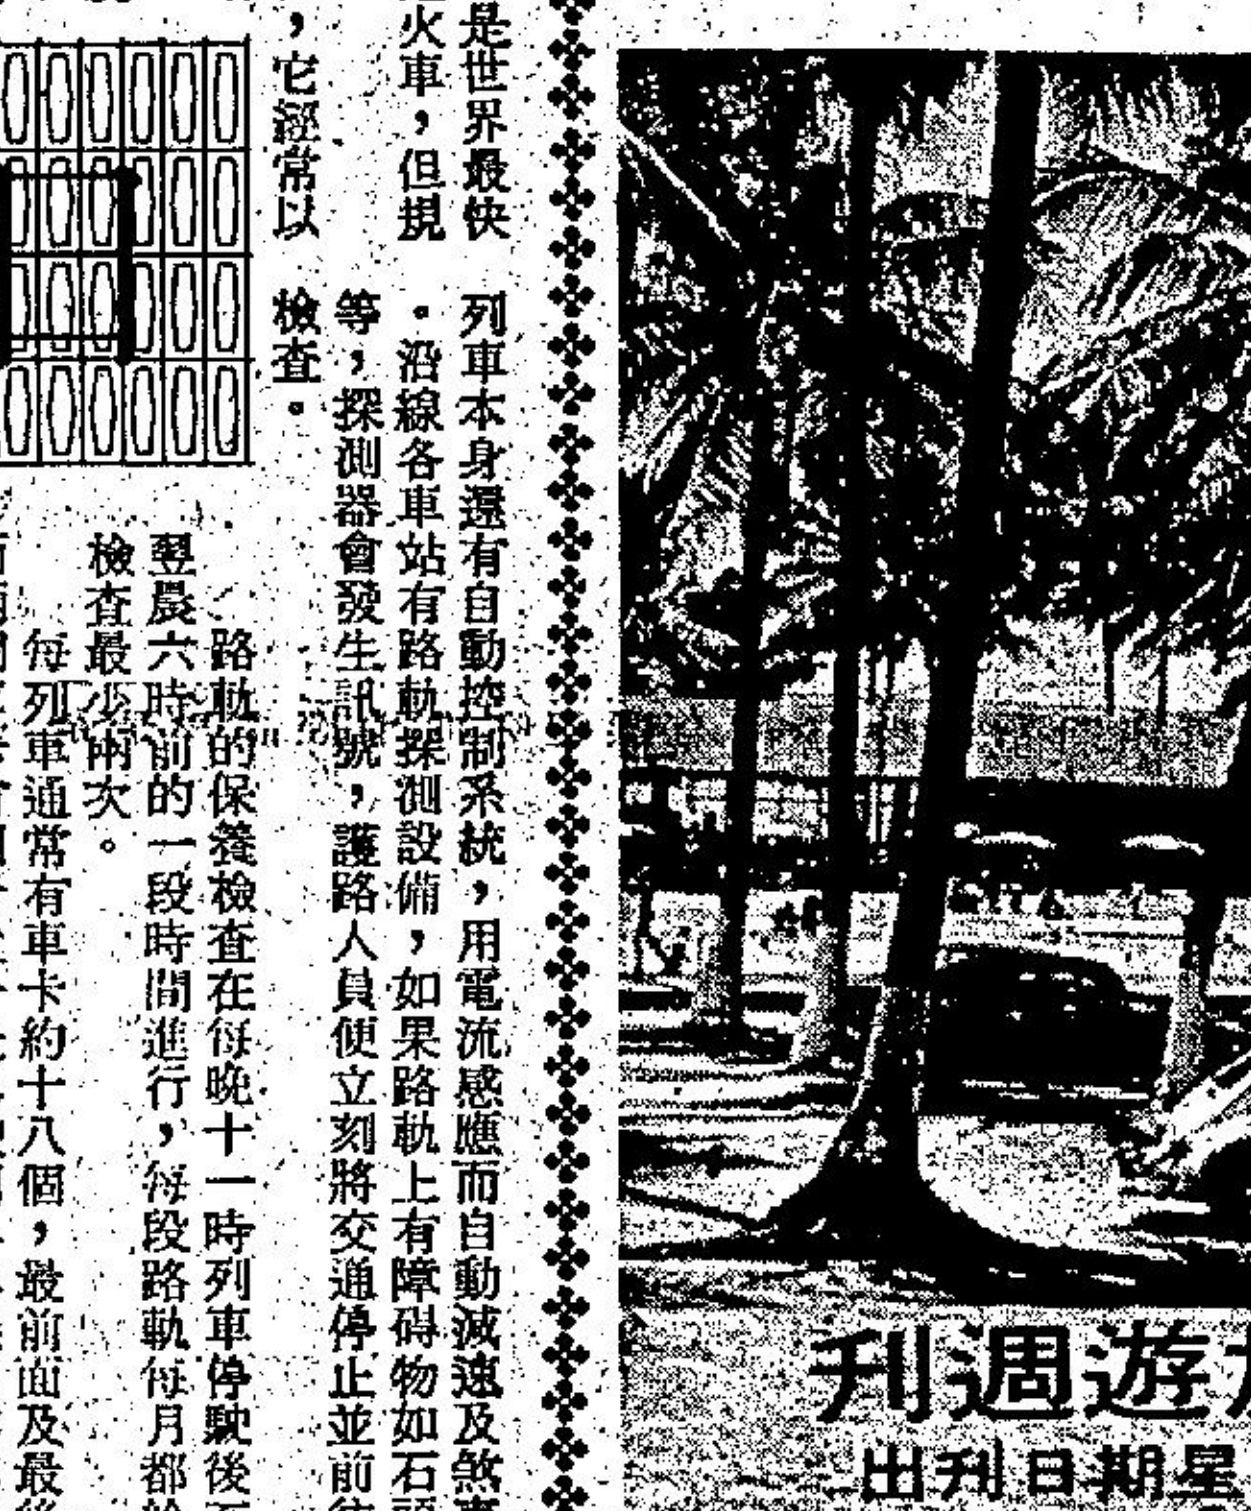 遊週刊
星期日刊出
是世界最快
火車，但規
，它經常以
列車本身還有自動控制系統，用電流感應而自動減速及煞
。沿線各車站有路軌探測設備，如果路軌上有障碍物如石
等，探測器會發生訊號，護路人員便立刻將交通停止並前
檢查。
路軌的保養檢查在每晚十一時列車停駛後
翌晨六時前的一段時間進行，每段路軌每月都
檢查最少兩次。
每列車通常有車卡約十八個，最前面及最